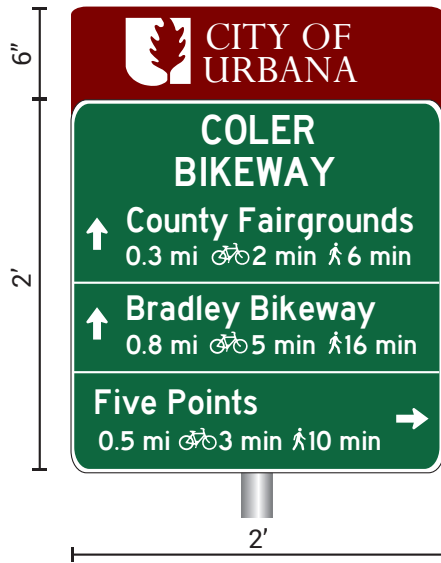 6"
CITY OF
URBANA
2'
COLER
BIKEWAY
County Fairgrounds
0.3 mi 2 min 6 min
Bradley Bikeway
0.8 mi 5 min 16 min
Five Points
0.5 mi 3 min 10 min
2'